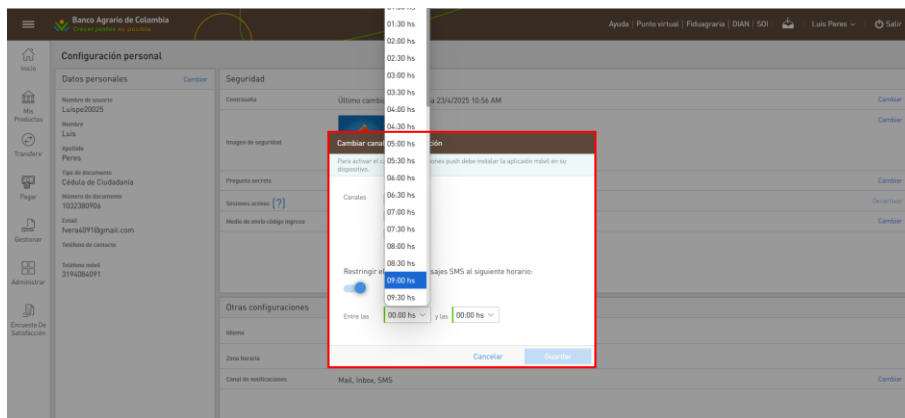 Banco Agrario de Colombia
Crecer juntos es posible
Ayuda | Punto virtual | Fiduagraria | DIAN | SOI
Luis Peres
Salir
Inicio
Mis Productos
Transferir
Pagar
Gestionar
Administrar
Encuesta De Satisfacción
Configuración personal
Datos personales
Cambiar
Nombre de usuario
Luispe20025
Nombre
Luis
Apellido
Peres
Tipo de documento
Cédula de Ciudadanía
Número de documento
1032380906
Email
fvera4091@gmail.com
Teléfono de contacto
Teléfono móvil
3194084091
Seguridad
Contraseña
Último cambio
a 23/4/2025 10:56 AM
Cambiar
Imagen de seguridad
Cambiar
Pregunta secreta
Cambiar
Sesiones activas [?]
Desactivar
Medio de envío código ingreso
Cambiar
Otras configuraciones
Idioma
Zona horaria
Canal de notificaciones
Mail, Inbox, SMS
Cambiar
Cambiar
Para activar el
iones push debe instalar la aplicación móvil en su
dispositivo.
Canales
Restringir el
sajes SMS al siguiente horario:
Entre las
00:00 hs
y las
00:00 hs
Cancelar
Guardar
01:30 hs
02:00 hs
02:30 hs
03:00 hs
03:30 hs
04:00 hs
04:30 hs
05:00 hs
05:30 hs
06:00 hs
06:30 hs
07:00 hs
07:30 hs
08:00 hs
08:30 hs
09:00 hs
09:30 hs